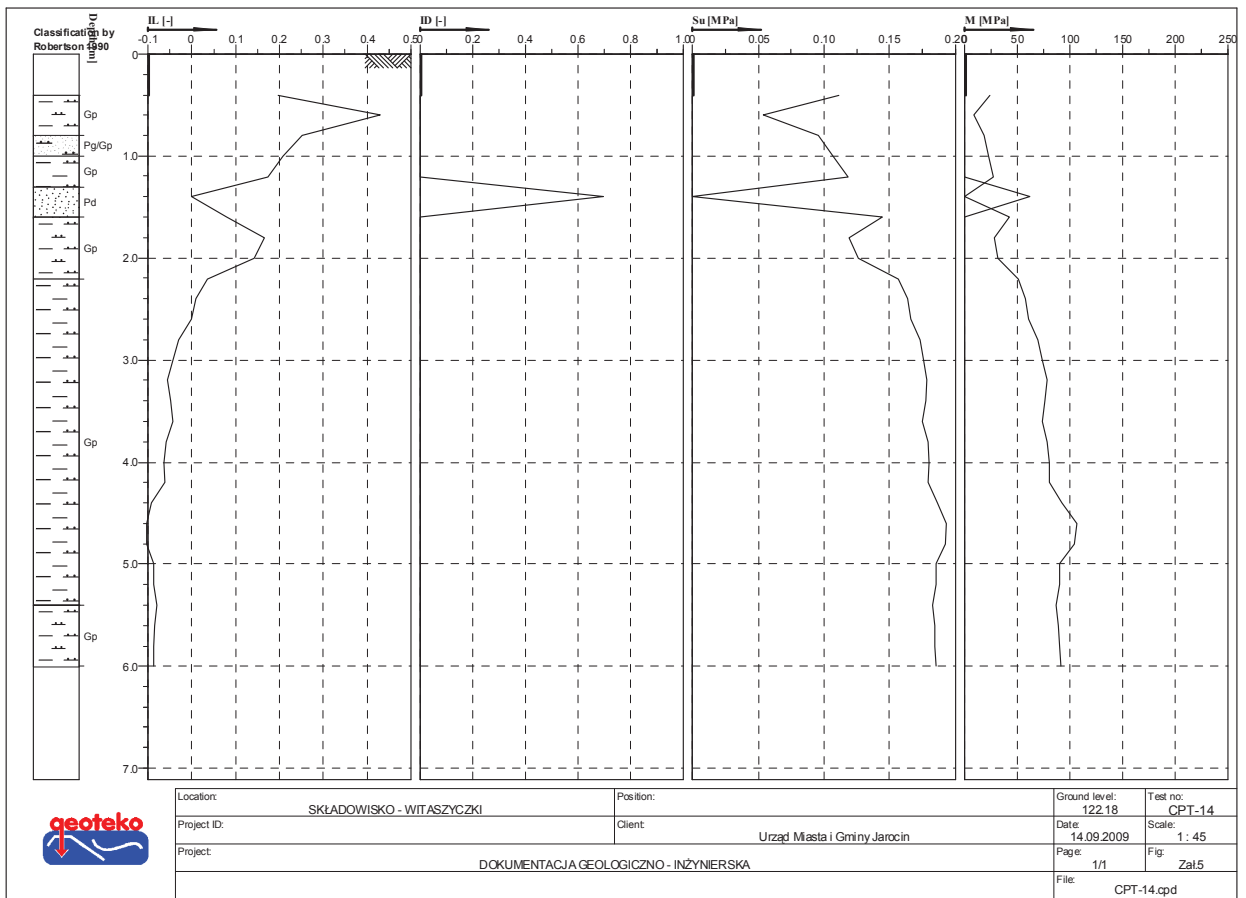 Classification by
Robertson 1990
Depth [m]
IL [-]
ID [-]
Su [MPa]
M [MPa]
-0.1 0 0.1 0.2 0.3 0.4 0.5
0.2 0.4 0.6 0.8 1.0
0.05 0.10 0.15 0.20
50 100 150 200 250
0
Gp
Pg/Gp
1.0
Gp
Pd
Gp
2.0
3.0
Gp
4.0
5.0
Gp
6.0
7.0
geoteko
Location:
SKŁADOWISKO - WITASZYCZKI
Position:
Ground level:
122.18
Test no:
CPT-14
Project ID:
Client:
Urząd Miasta i Gminy Jarocin
Date:
14.09.2009
Scale:
1 : 45
Project:
DOKUMENTACJA GEOLOGICZNO - INŻYNIERSKA
Page:
1/1
Fig:
Zał.5
File:
CPT-14.cpd